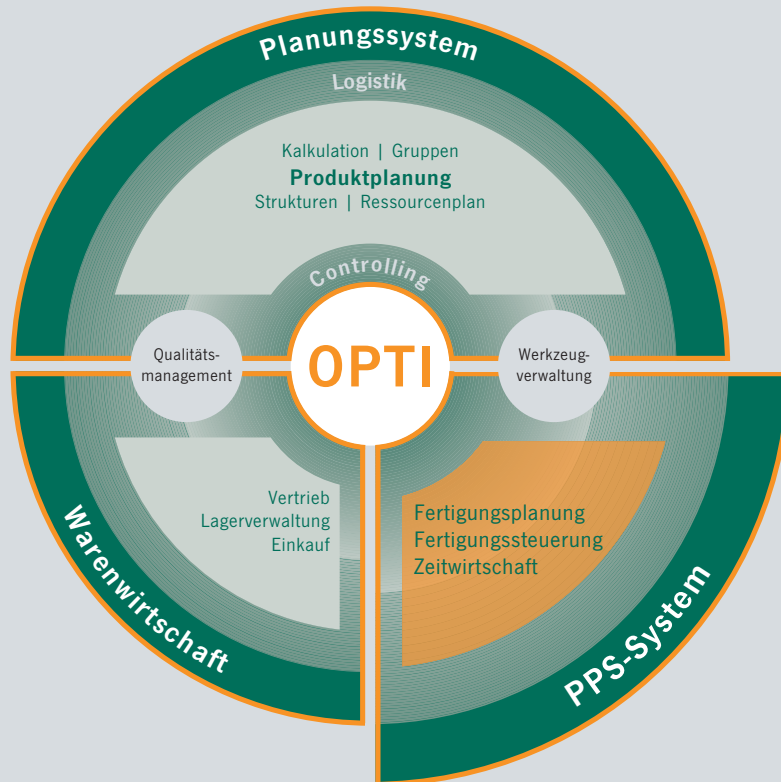 Planungssystem
Logistik
Kalkulation | Gruppen
Produktplanung
Strukturen | Ressourcenplan
Controlling
Qualitäts-
management
OPTI
Werkzeug-
verwaltung
Vertrieb
Lagerverwaltung
Einkauf
Fertigungsplanung
Fertigungssteuerung
Zeitwirtschaft
Warenwirtschaft
PPS-System